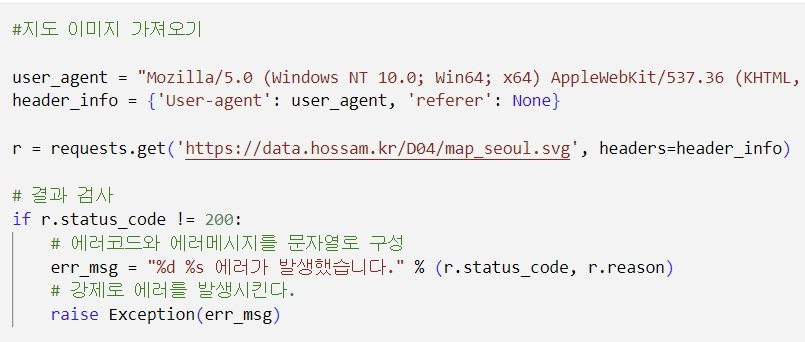 #지도 이미지 가져오기
user_agent = "Mozilla/5.0 (Windows NT 10.0; Win64; x64) AppleWebKit/537.36 (KHTML,
header_info = {'User-agent': user_agent, 'referer': None}
r = requests.get('https://data.hossam.kr/D04/map_seoul.svg', headers=header_info)
# 결과 검사
if r.status_code != 200:
    # 에러코드와 에러메시지를 문자열로 구성
    err_msg = "%d %s 에러가 발생했습니다." % (r.status_code, r.reason)
    # 강제로 에러를 발생시킨다.
    raise Exception(err_msg)